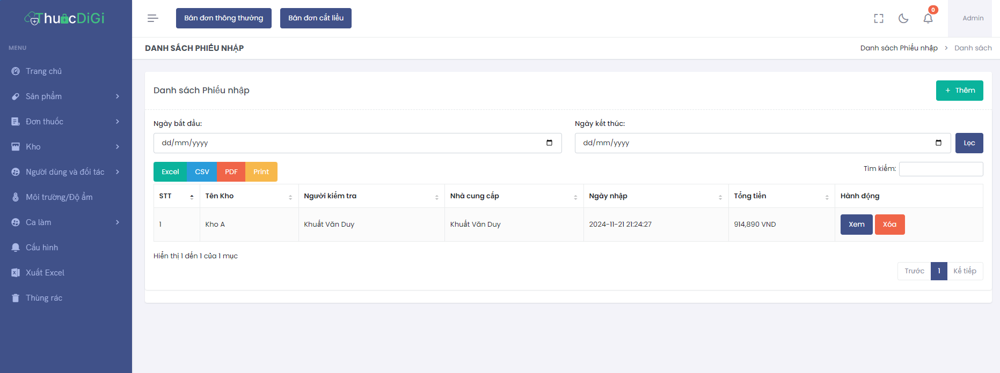 ThuocDiGi
MENU
Trang chủ
Sản phẩm
Đơn thuốc
Kho
Người dùng và đối tác
Môi trường/Độ ẩm
Ca làm
Cấu hình
Xuất Excel
Thùng rác
Bán đơn thông thường
Bán đơn cắt liều
0
Admin
DANH SÁCH PHIẾU NHẬP
Danh sách Phiếu nhập > Danh sách
Danh sách Phiếu nhập
+ Thêm
Ngày bắt đầu:
Ngày kết thúc:
dd/mm/yyyy
dd/mm/yyyy
Lọc
Excel CSV PDF Print
Tìm kiếm:
STT Tên Kho Người kiểm tra Nhà cung cấp Ngày nhập Tổng tiền Hành động
1 Kho A Khuất Văn Duy Khuất Văn Duy 2024-11-21 21:24:27 914,890 VND Xem Xóa
Hiển thị 1 đến 1 của 1 mục
Trước 1 Kế tiếp